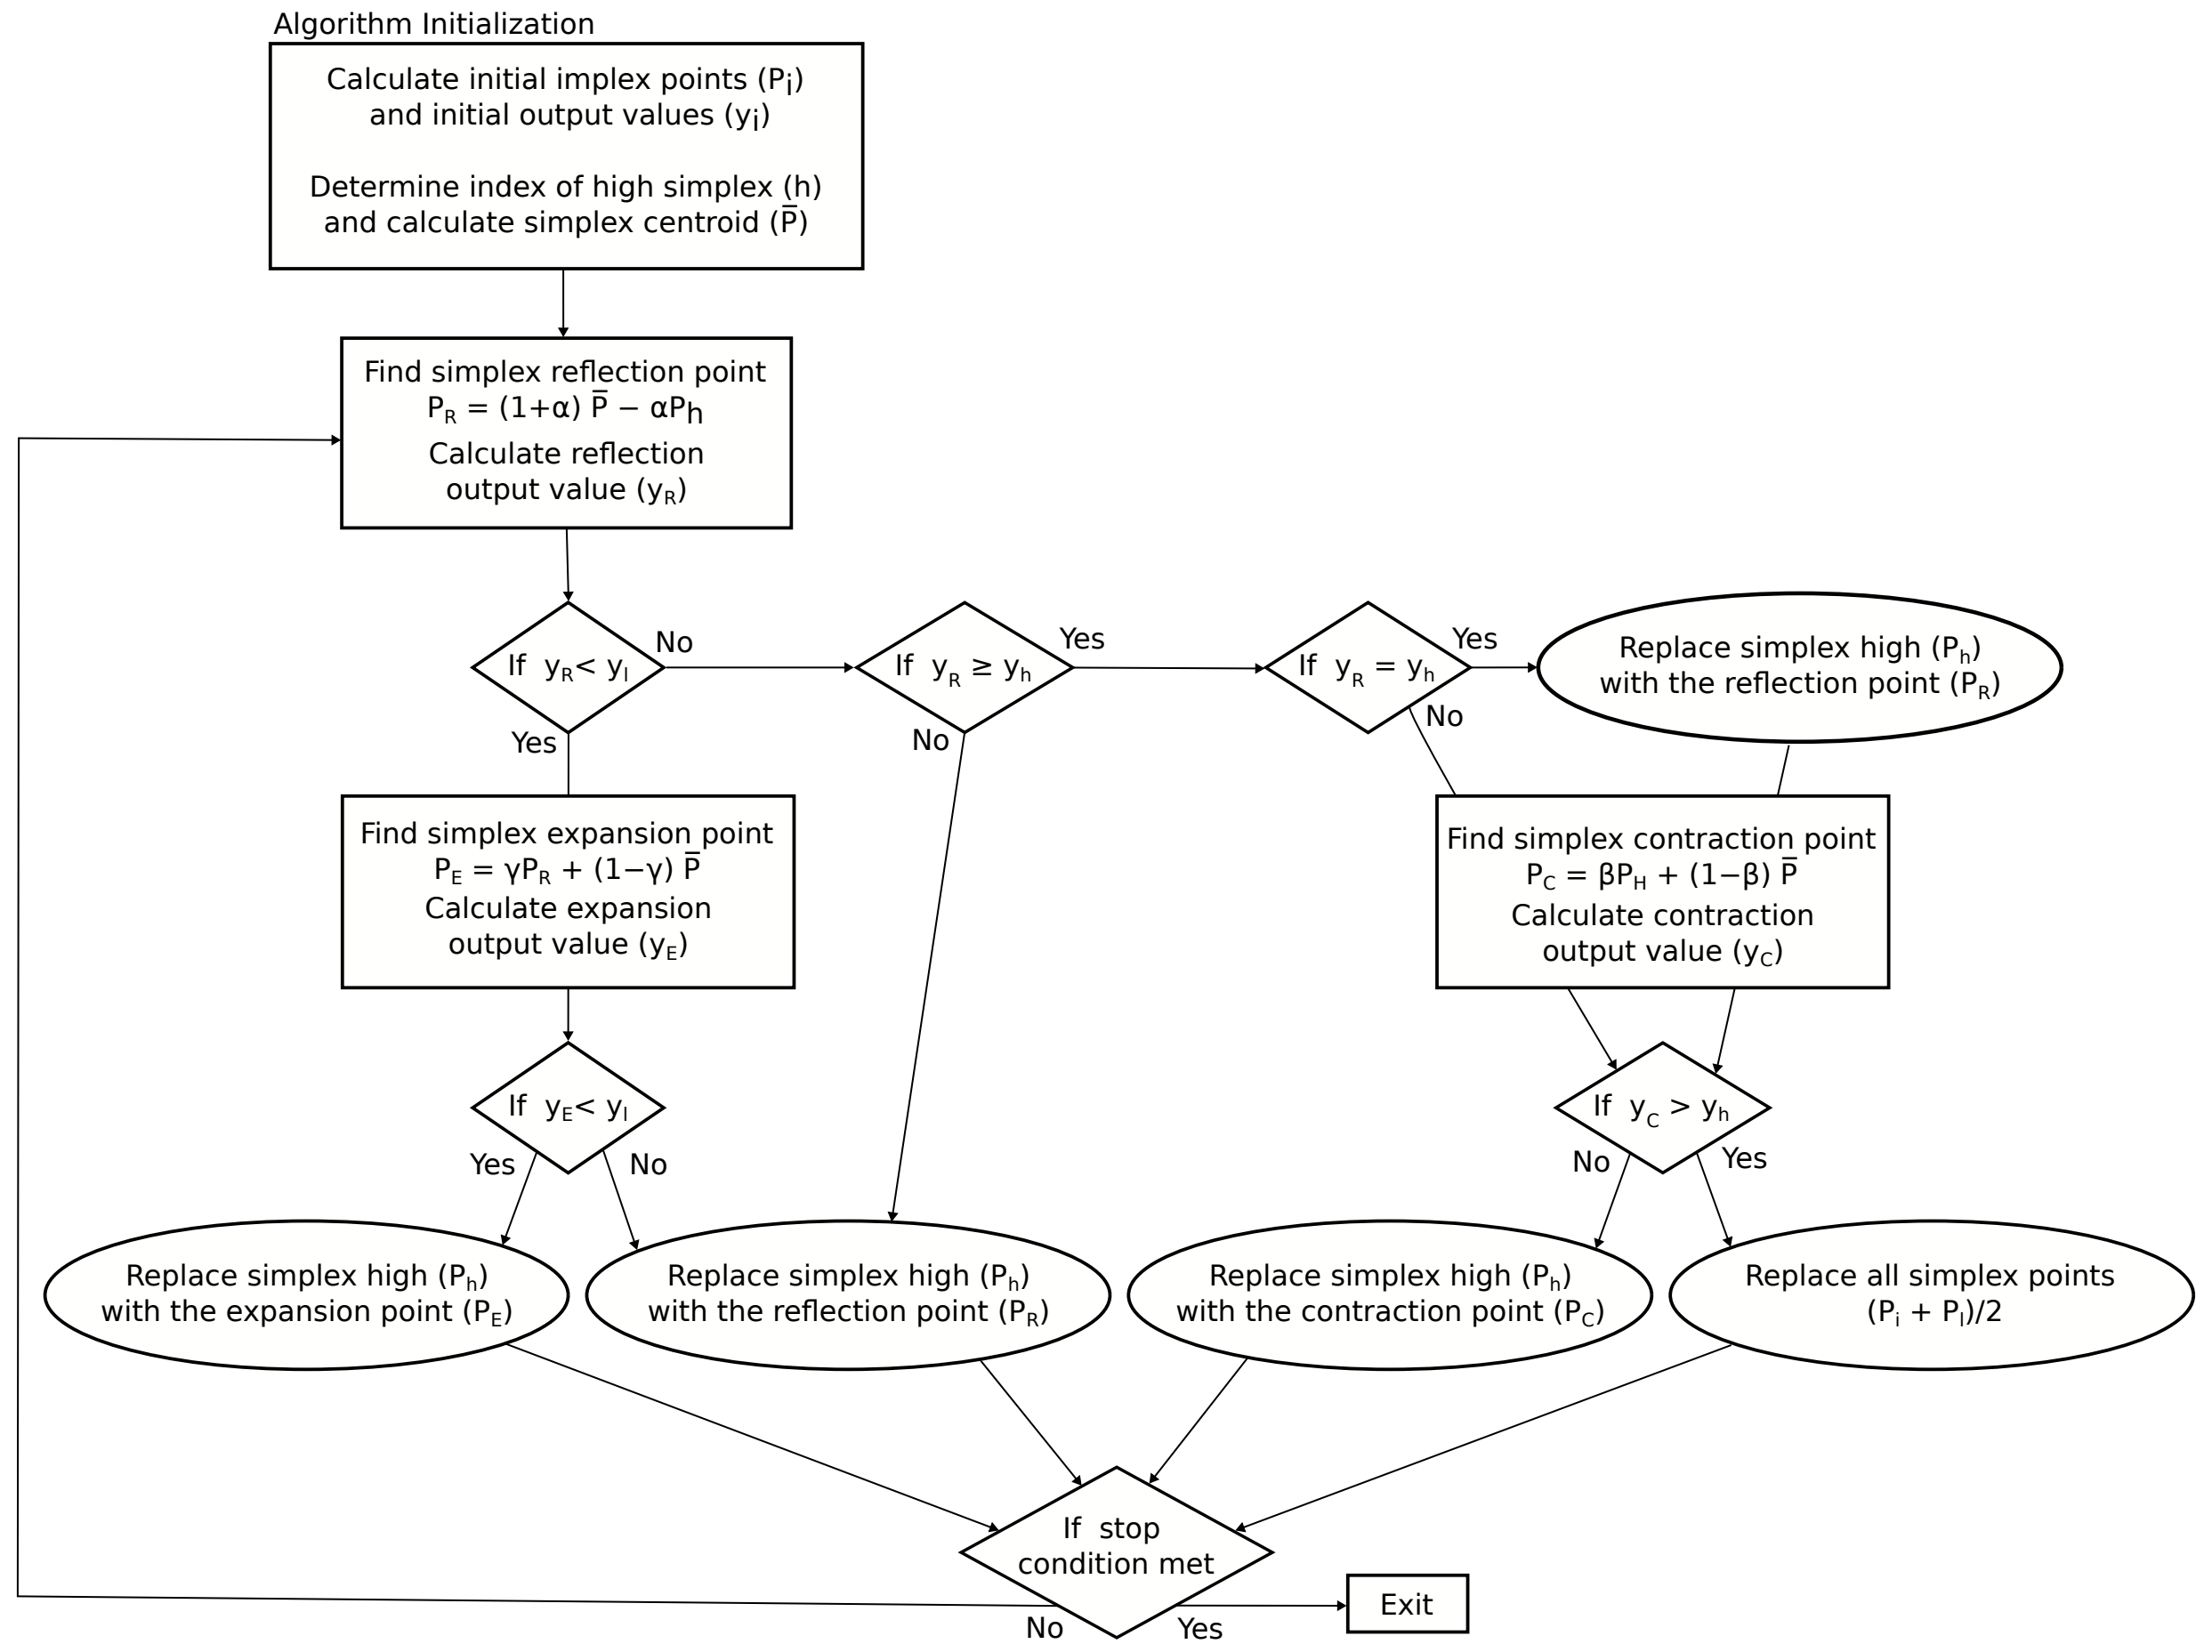 Algorithm Initialization
Calculate initial implex points (Pi)
and initial output values (yi)
Determine index of high simplex (h)
and calculate simplex centroid (P̅)
Find simplex reflection point
PR = (1+α) P̅ − αPh
Calculate reflection
output value (yR)
If yR< yl
No
Yes
If yR ≥ yh
Yes
No
If yR = yh
Yes
No
Replace simplex high (Ph)
with the reflection point (PR)
Find simplex expansion point
PE = γPR + (1−γ) P̅
Calculate expansion
output value (yE)
Find simplex contraction point
PC = βPH + (1−β) P̅
Calculate contraction
output value (yC)
If yE< yl
Yes
No
If yC > yh
No
Yes
Replace simplex high (Ph)
with the expansion point (PE)
Replace simplex high (Ph)
with the reflection point (PR)
Replace simplex high (Ph)
with the contraction point (PC)
Replace all simplex points
(Pi + Pl)/2
If stop
condition met
No
Yes
Exit